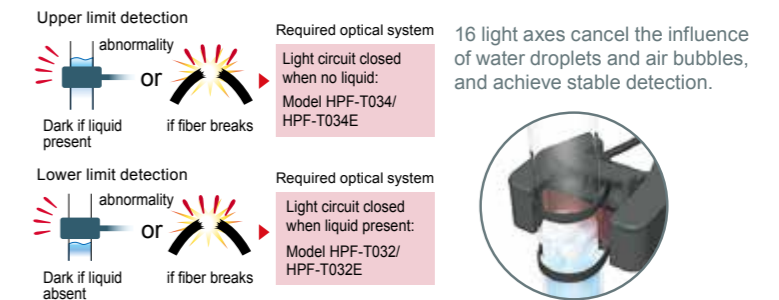 Upper limit detection
abnormality
or
Dark if liquid
present
if fiber breaks
Required optical system
Light circuit closed
when no liquid:
Model HPF-T034/
HPF-T034E
Lower limit detection
abnormality
or
Dark if liquid
absent
if fiber breaks
Required optical system
Light circuit closed
when liquid present:
Model HPF-T032/
HPF-T032E
16 light axes cancel the influence
of water droplets and air bubbles,
and achieve stable detection.